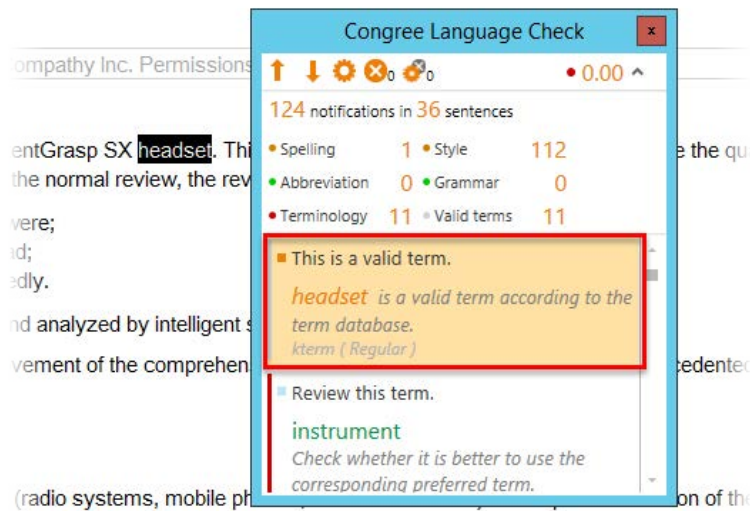 Congree Language Check
x
ompathy Inc. Permissions
0 0 0.00
124 notifications in 36 sentences
entGrasp SX headset. Thi
e the qu
Spelling 1 Style 112
the normal review, the rev
Abbreviation 0 Grammar 0
vere;
Terminology 11 Valid terms 11
d;
edly.
This is a valid term.
headset is a valid term according to the
term database.
kterm ( Regular )
nd analyzed by intelligent s
vement of the comprehen
cedented
Review this term.
instrument
Check whether it is better to use the
corresponding preferred term.
(radio systems, mobile ph
on of the